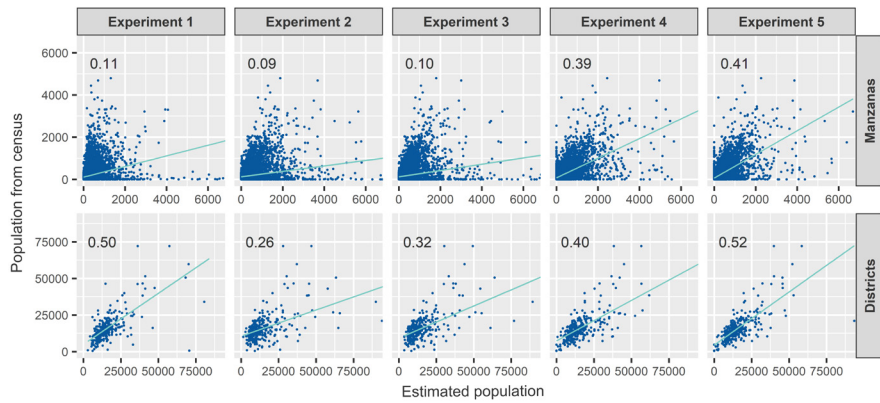 Experiment 1 Experiment 2 Experiment 3 Experiment 4 Experiment 5
6000
4000
2000
0
0.11 0.09 0.10 0.39 0.41
Manzanas
0 2000 4000 6000 0 2000 4000 6000 0 2000 4000 6000 0 2000 4000 6000 0 2000 4000 6000
Population from census
75000
50000
25000
0
0.50 0.26 0.32 0.40 0.52
Districts
0 25000 50000 75000 0 25000 50000 75000 0 25000 50000 75000 0 25000 50000 75000 0 25000 50000 75000
Estimated population